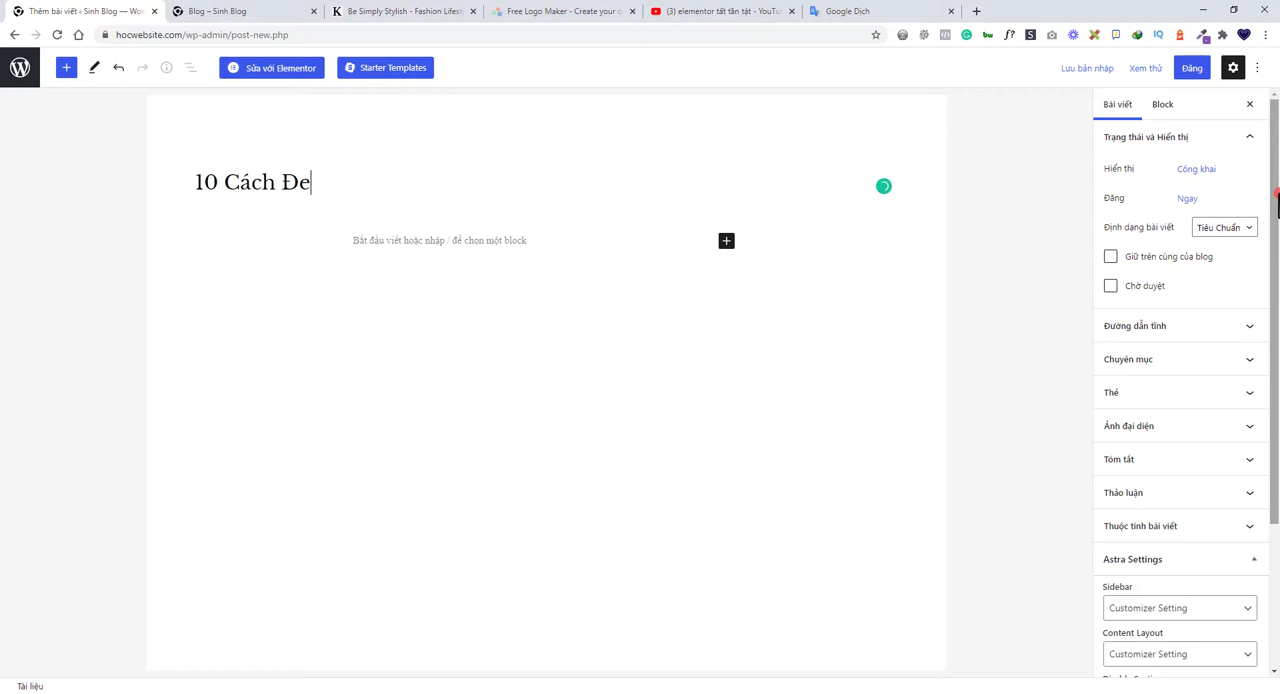 Thêm bài viết ‹ Sinh Blog — Wo
Blog – Sinh Blog
Be Simply Stylish - Fashion Lifest
Free Logo Maker - Create your o
(3) elementor tất tần tật - YouTu
Google Dịch
hocwebsite.com/wp-admin/post-new.php
Sửa với Elementor
Starter Templates
Lưu bản nháp
Xem thử
Đăng
Bài viết
Block
10 Cách Đe
Bắt đầu viết hoặc nhập / để chọn một block
Trạng thái và Hiển thị
Hiển thị
Công khai
Đăng
Ngay
Định dạng bài viết
Tiêu Chuẩn
Giữ trên cùng của blog
Chờ duyệt
Đường dẫn tĩnh
Chuyên mục
Thẻ
Ảnh đại diện
Tóm tắt
Thảo luận
Thuộc tính bài viết
Astra Settings
Sidebar
Customizer Setting
Content Layout
Customizer Setting
Tài liệu